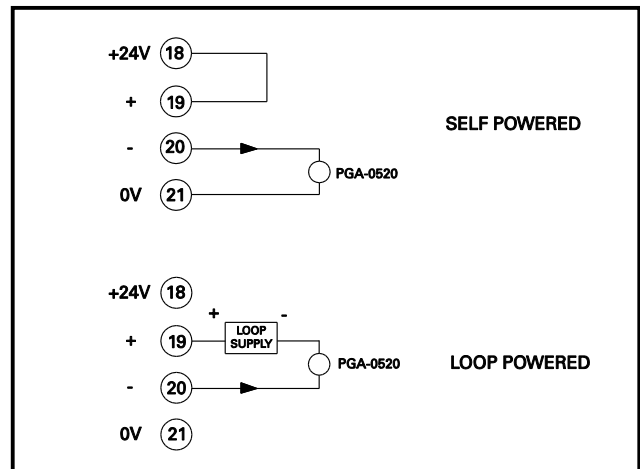 +24V 18
+ 19
SELF POWERED
- 20
PGA-0520
0V 21
+24V 18
+ -
LOOP
SUPPLY
+ 19
PGA-0520
LOOP POWERED
- 20
0V 21